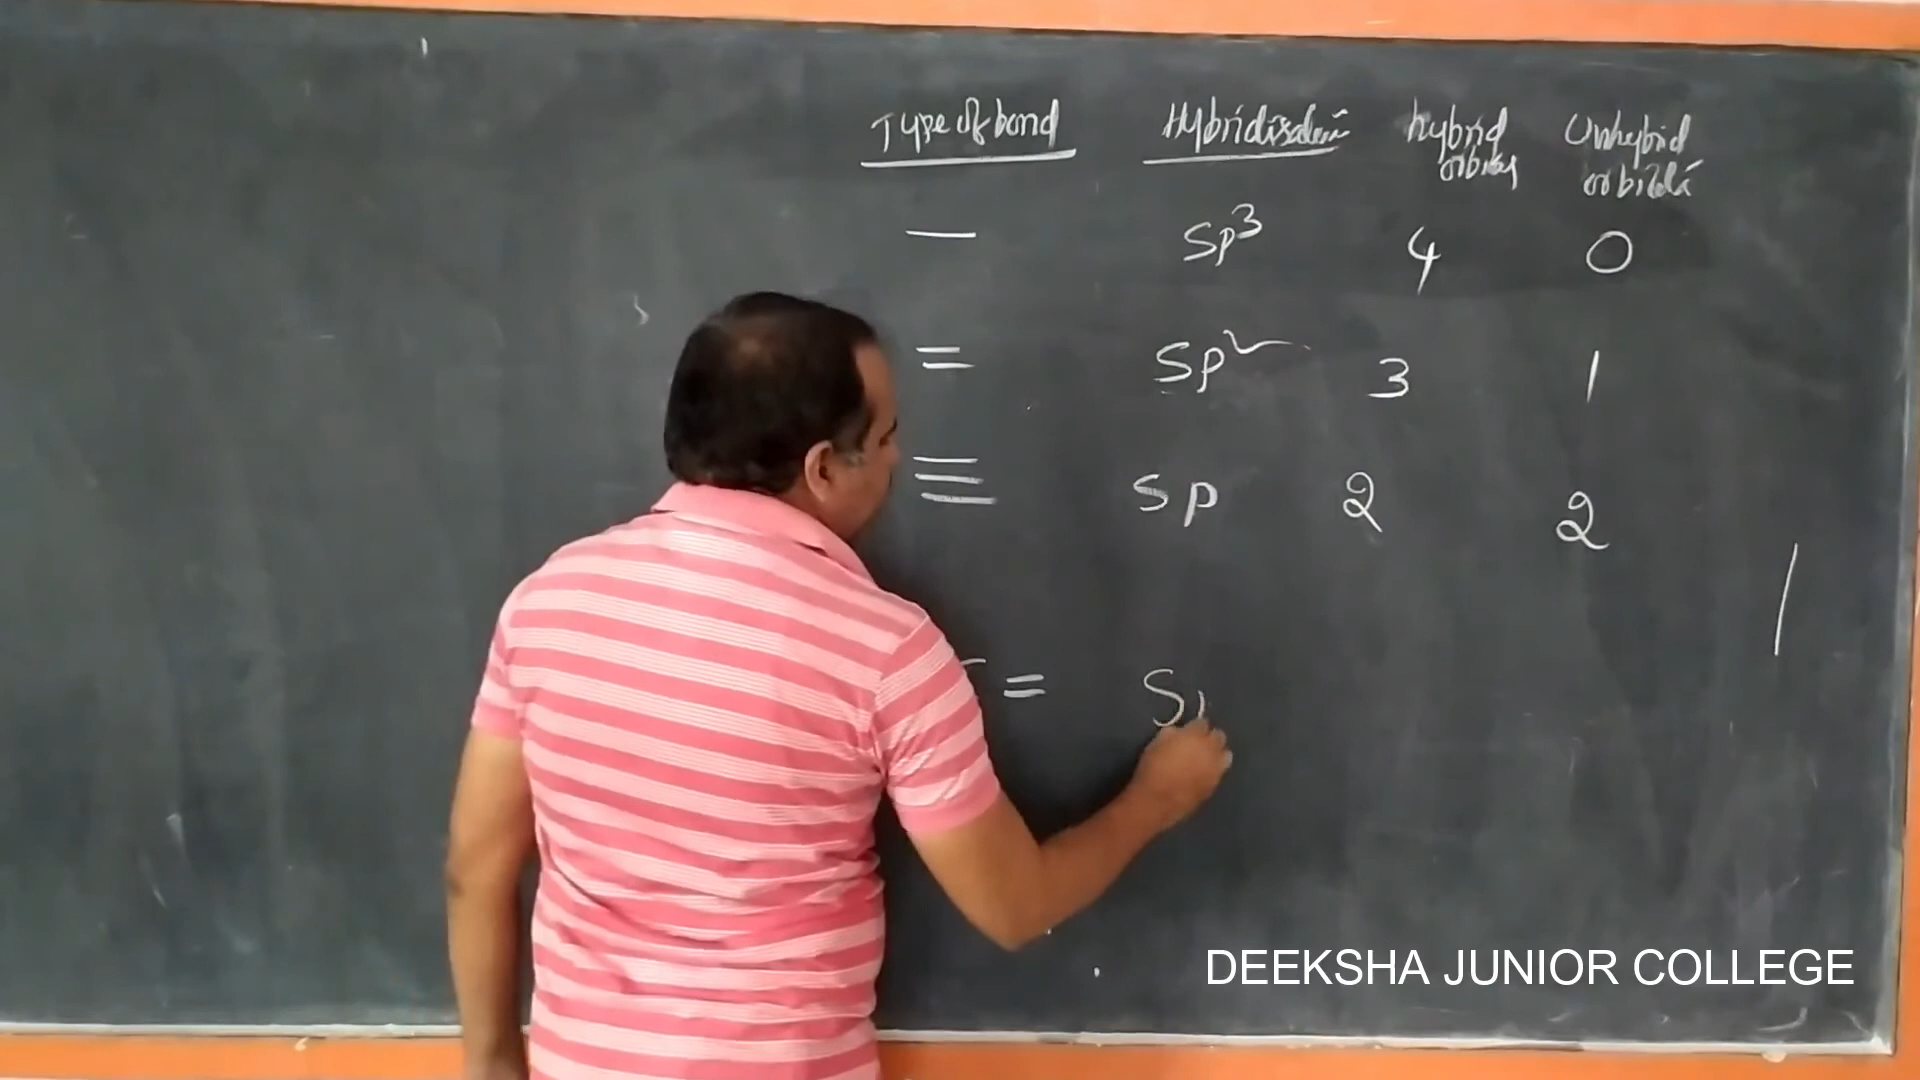 Type of bond Hybridisation hybrid Unhybrid
orbitals orbitals
— sp³ 4 0
= sp² 3 1
≡ sp 2 2
= S
DEEKSHA JUNIOR COLLEGE